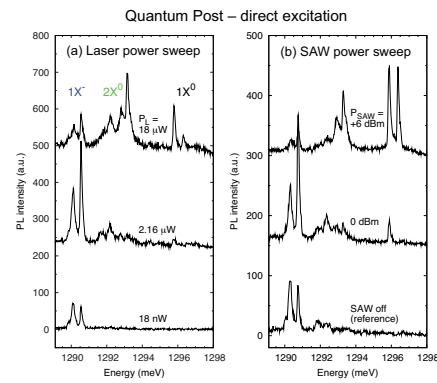 Quantum Post – direct excitation
(a) Laser power sweep
1X⁻
2X⁰
1X⁰
P_L =
18 μW
2.16 μW
18 nW
PL intensity (a.u.)
800
700
600
500
400
300
200
100
0
1290 1292 1294 1296 1298
Energy (meV)
(b) SAW power sweep
P_SAW =
+6 dBm
0 dBm
SAW off
(reference)
PL intensity (a.u.)
500
400
300
200
100
0
1290 1292 1294 1296 1298
Energy (meV)